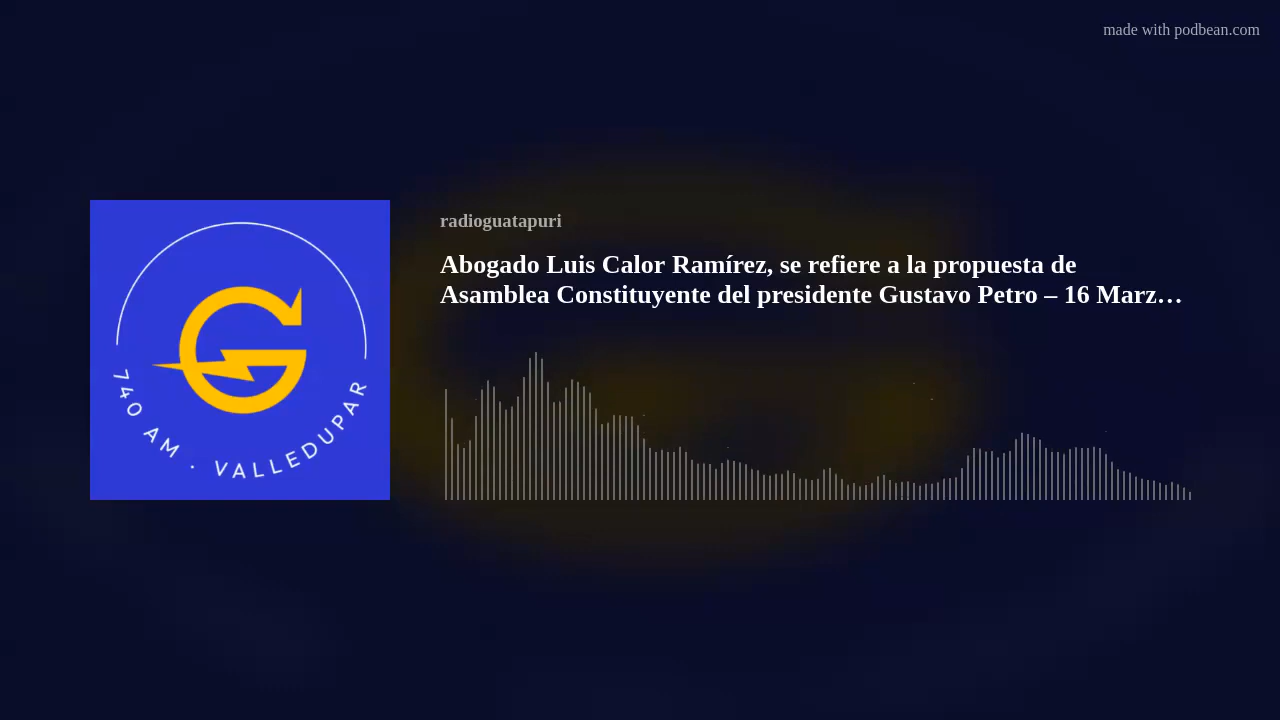 made with podbean.com
radioguatapuri
Abogado Luis Calor Ramírez, se refiere a la propuesta de
Asamblea Constituyente del presidente Gustavo Petro – 16 Marz…
740 AM · VALLEDUPAR